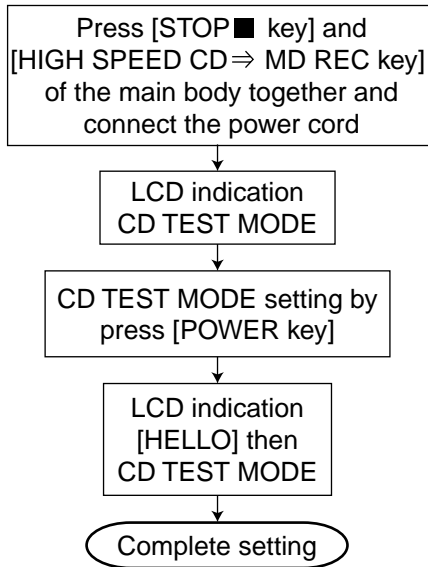 Press [STOP■ key] and
[HIGH SPEED CD⇒ MD REC key]
of the main body together and
connect the power cord
LCD indication
CD TEST MODE
CD TEST MODE setting by
press [POWER key]
LCD indication
[HELLO] then
CD TEST MODE
Complete setting